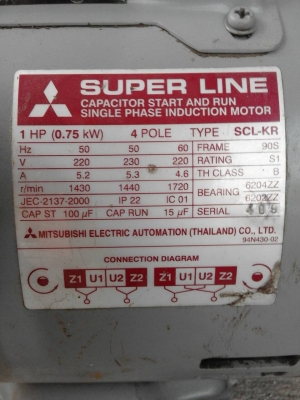 SUPER LINE
CAPACITOR START AND RUN
SINGLE PHASE INDUCTION MOTOR
1 HP (0.75 kW) 4 POLE TYPE SCL-KR
Hz 50 50 60 FRAME 90S
V 220 230 220 RATING S1
A 5.2 5.3 4.6 TH CLASS B
r/min 1430 1440 1720 BEARING 6204ZZ
JEC-2137-2000 IP 22 IC 01 6202ZZ
CAP ST 100 µF CAP RUN 15 µF SERIAL 406
MITSUBISHI ELECTRIC AUTOMATION (THAILAND) CO., LTD.
94N430-02
CONNECTION DIAGRAM
Z1 U1 U2 Z2 Z1 U1 U2 Z2